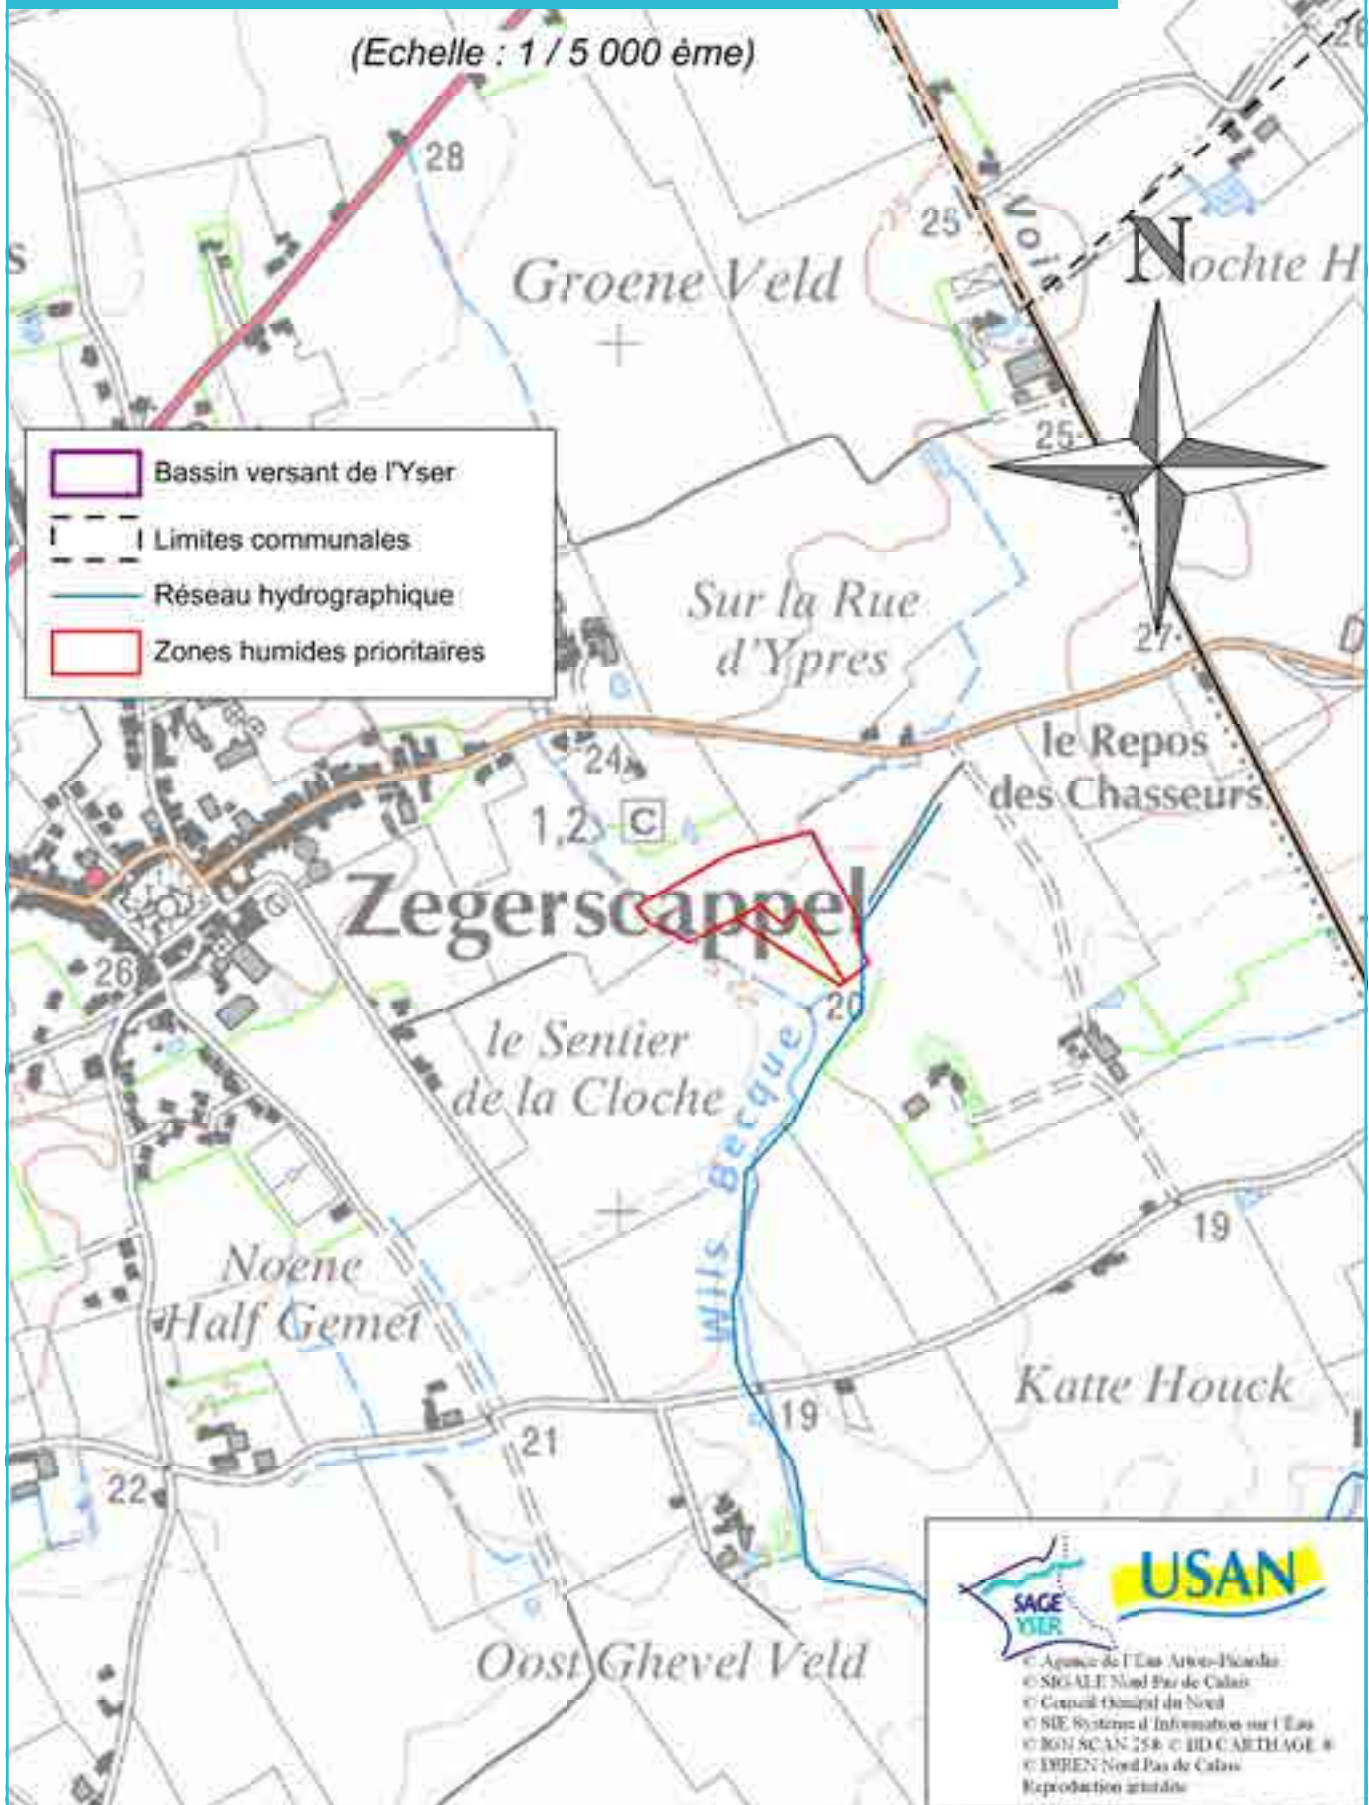 (Echelle : 1 / 5 000 ème)
28
26
s
Groene Veld
25
Voie
N
ochte H
25
Bassin versant de l'Yser
Limites communales
Réseau hydrographique
Zones humides prioritaires
Sur la Rue
d'Ypres
27
D
24
le Repos
des Chasseurs
1,2
C
Zegerscappel
26
20
le Sentier
de la Cloche
Wils Becque
19
Noene
Half Gemet
Katte Houck
19
21
22
Oost Ghevel Veld
SAGE
YSER
USAN
© Agence de l'Eau Artois-Picardie
© SIGALE Nord Pas de Calais
© Conseil Général du Nord
© SIE Système d'Information sur l'Eau
© IGN SCAN 25® © BD CARTHAGE ®
© DIREN Nord Pas de Calais
Reproduction interdite